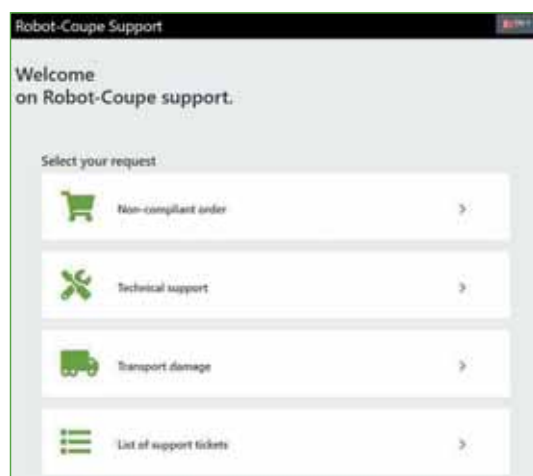 Robot-Coupe Support
Welcome
on Robot-Coupe support.
Select your request
Non-compliant order
Technical support
Transport damage
List of support tickets